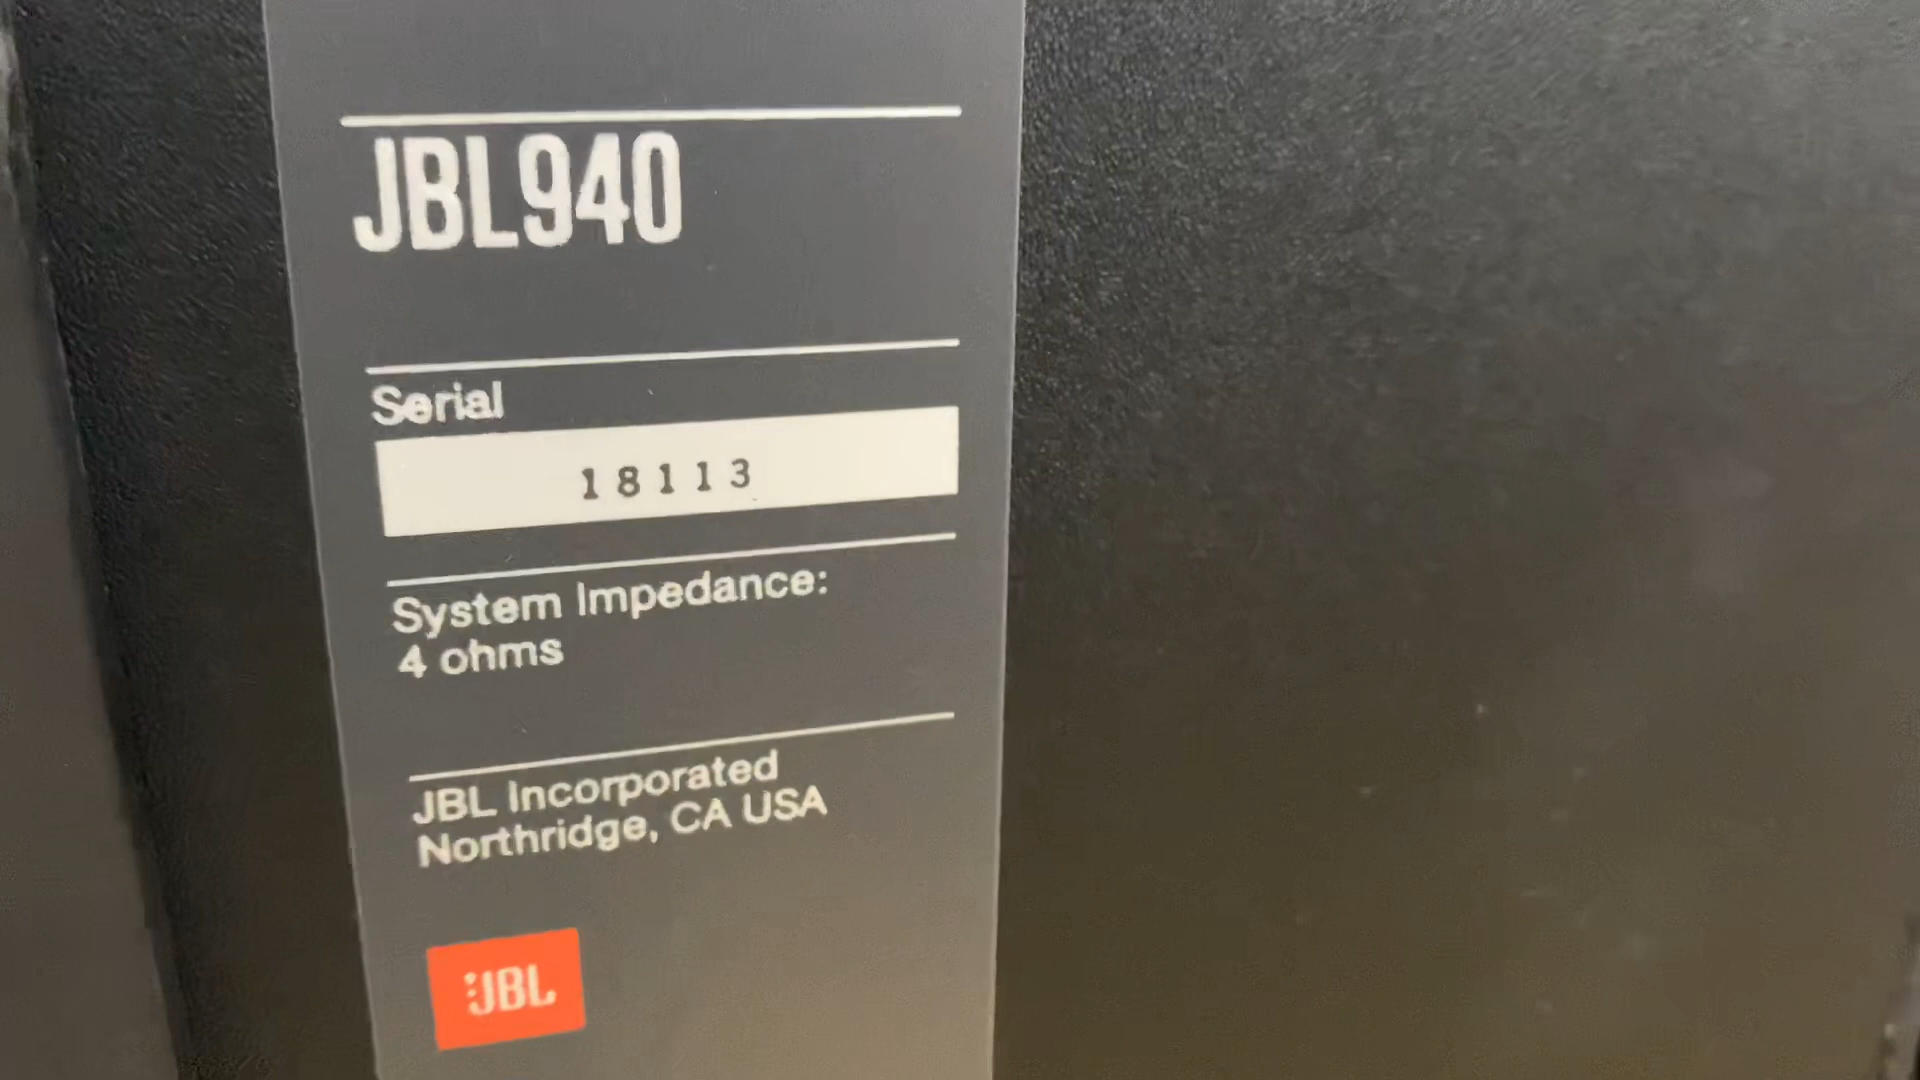 JBL940
Serial
18113
System Impedance:
4 ohms
JBL Incorporated
Northridge, CA USA
JBL